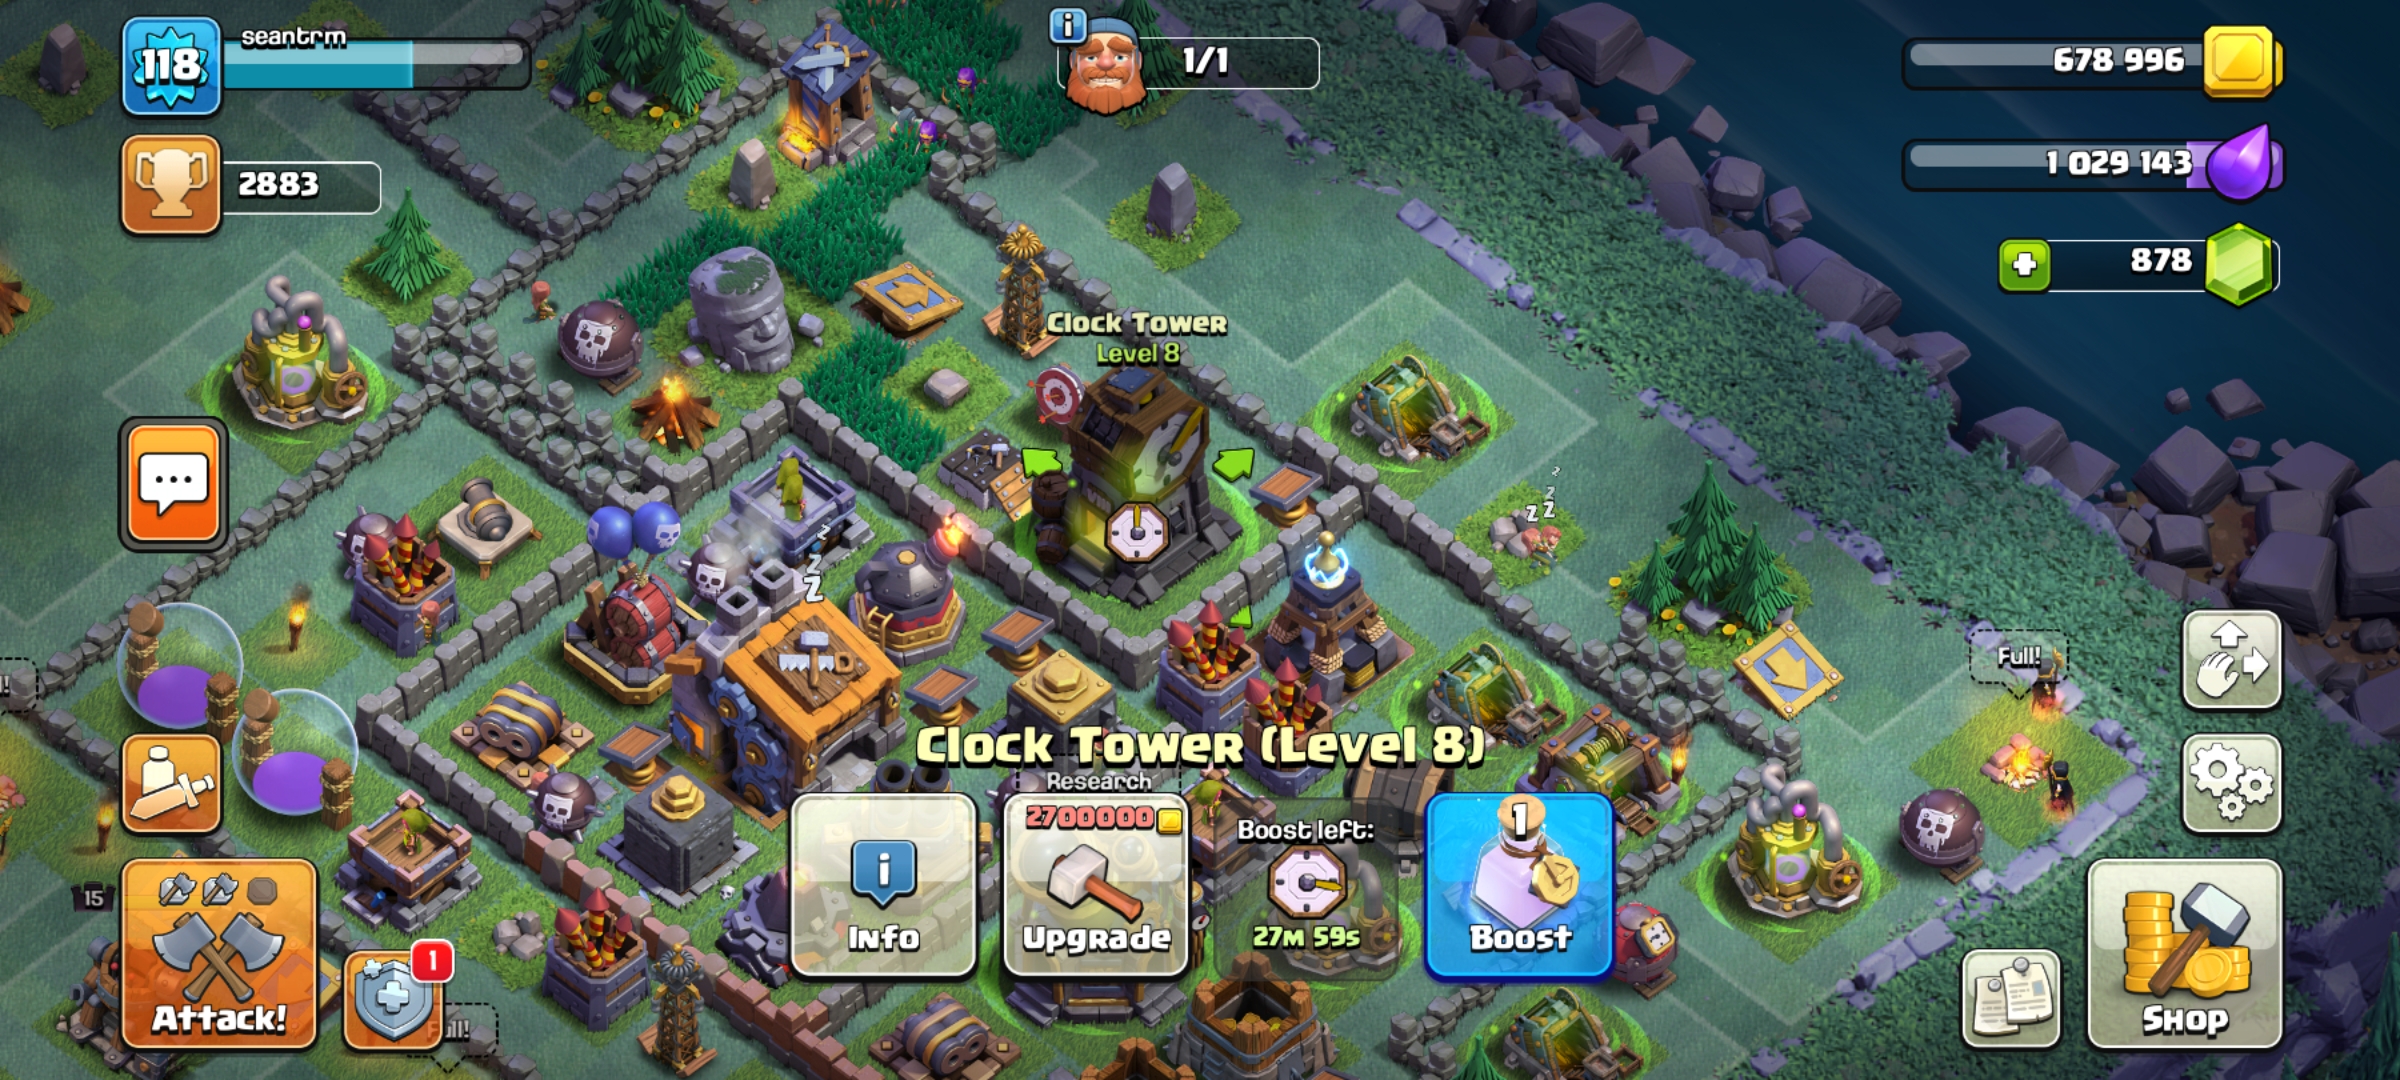 118
seantrm
1/1
678 996
2883
1 029 143
878
Clock Tower
Level 8
z
z
z z
z
z
Z
Full!
Clock Tower (Level 8)
Research
2700000
Boost left:
1
15
Info
Upgrade
27M 59s
Boost
1
Attack!
Shop